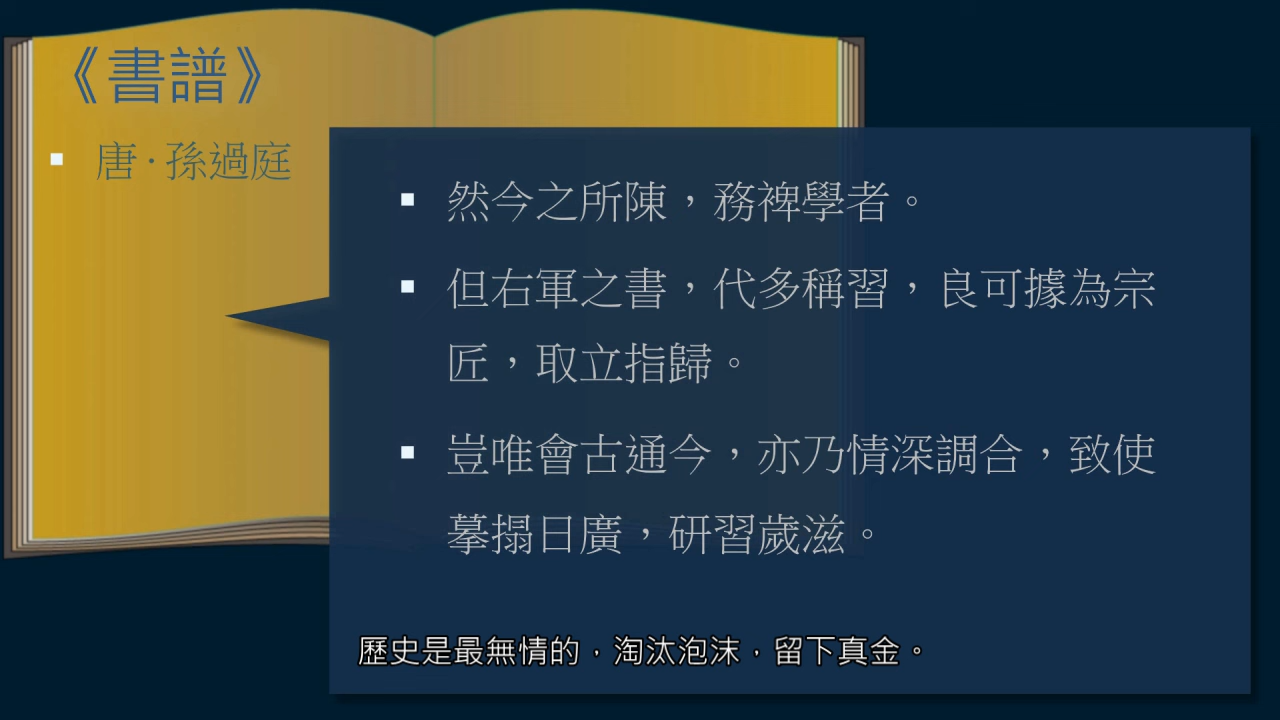 《書譜》
唐·孫過庭
然今之所陳，務裨學者。
但右軍之書，代多稱習，良可據為宗
匠，取立指歸。
豈唯會古通今，亦乃情深調合，致使
摹搨日廣，研習歲滋。
歷史是最無情的，淘汰泡沫，留下真金。